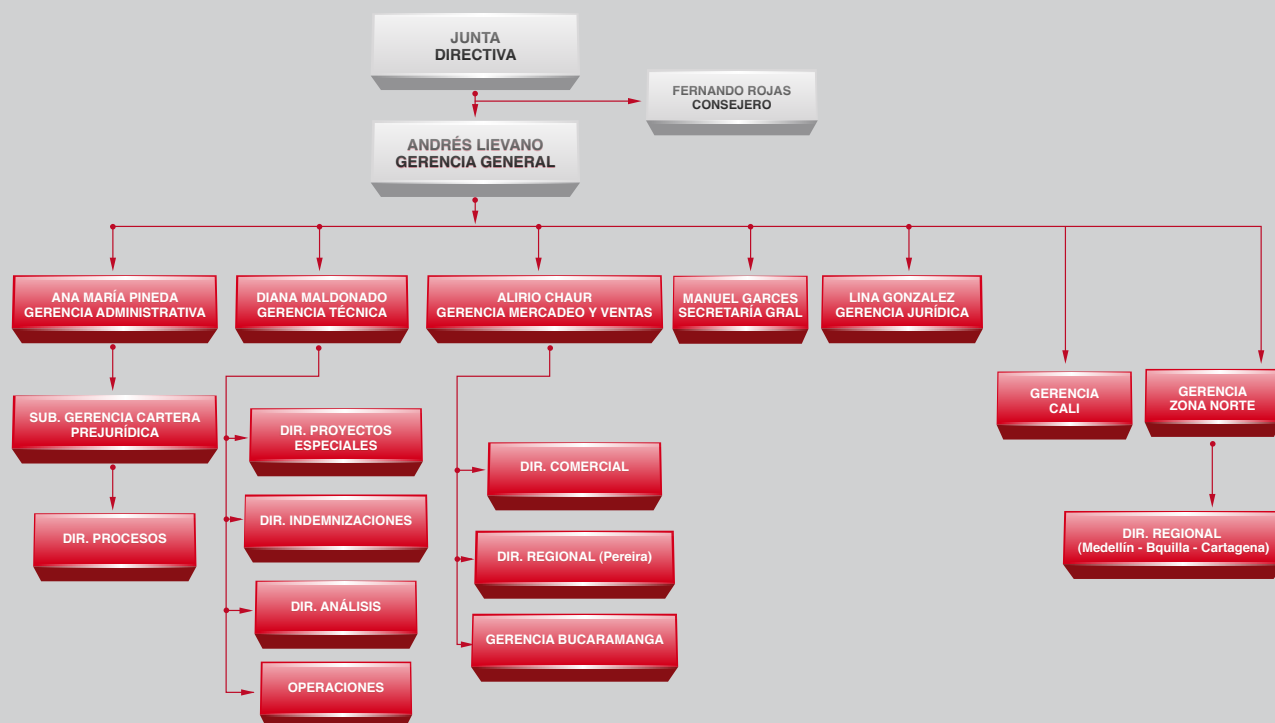 JUNTA
DIRECTIVA
FERNANDO ROJAS
CONSEJERO
ANDRÉS LIEVANO
GERENCIA GENERAL
ANA MARÍA PINEDA
GERENCIA ADMINISTRATIVA
DIANA MALDONADO
GERENCIA TÉCNICA
ALIRIO CHAUR
GERENCIA MERCADEO Y VENTAS
MANUEL GARCES
SECRETARÍA GRAL
LINA GONZALEZ
GERENCIA JURÍDICA
GERENCIA
CALI
GERENCIA
ZONA NORTE
SUB. GERENCIA CARTERA
PREJURÍDICA
DIR. PROCESOS
DIR. PROYECTOS
ESPECIALES
DIR. INDEMNIZACIONES
DIR. ANÁLISIS
OPERACIONES
DIR. COMERCIAL
DIR. REGIONAL (Pereira)
GERENCIA BUCARAMANGA
DIR. REGIONAL
(Medellín - Bquilla - Cartagena)